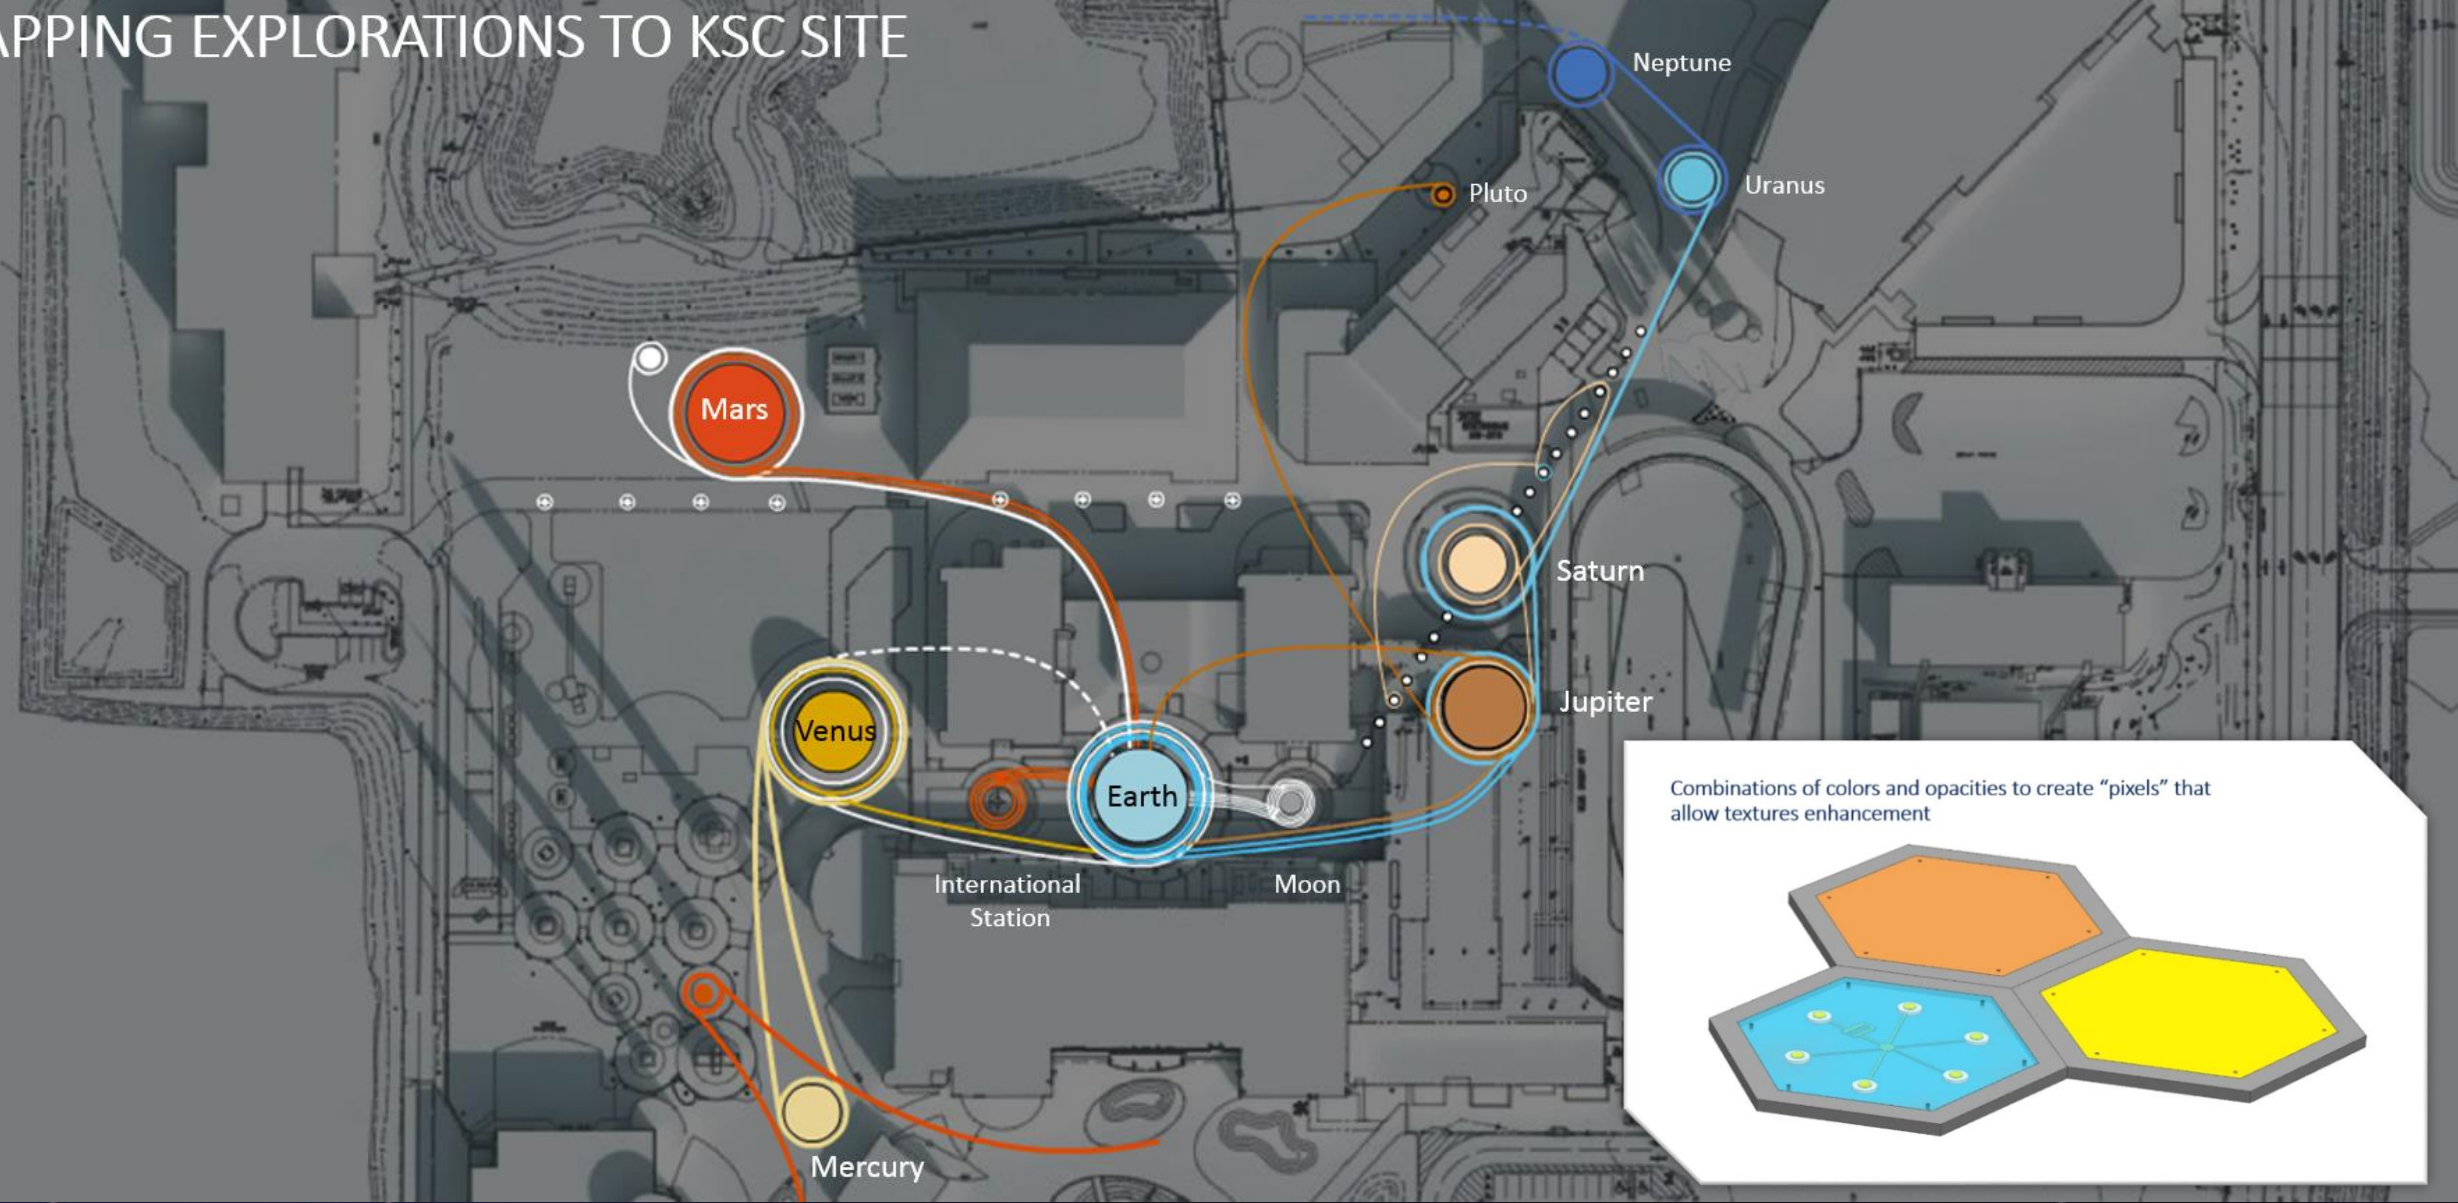 APPING EXPLORATIONS TO KSC SITE
Neptune
Uranus
Pluto
Mars
Saturn
Jupiter
Venus
Earth
International
Station
Moon
Mercury
Combinations of colors and opacities to create “pixels” that
allow textures enhancement